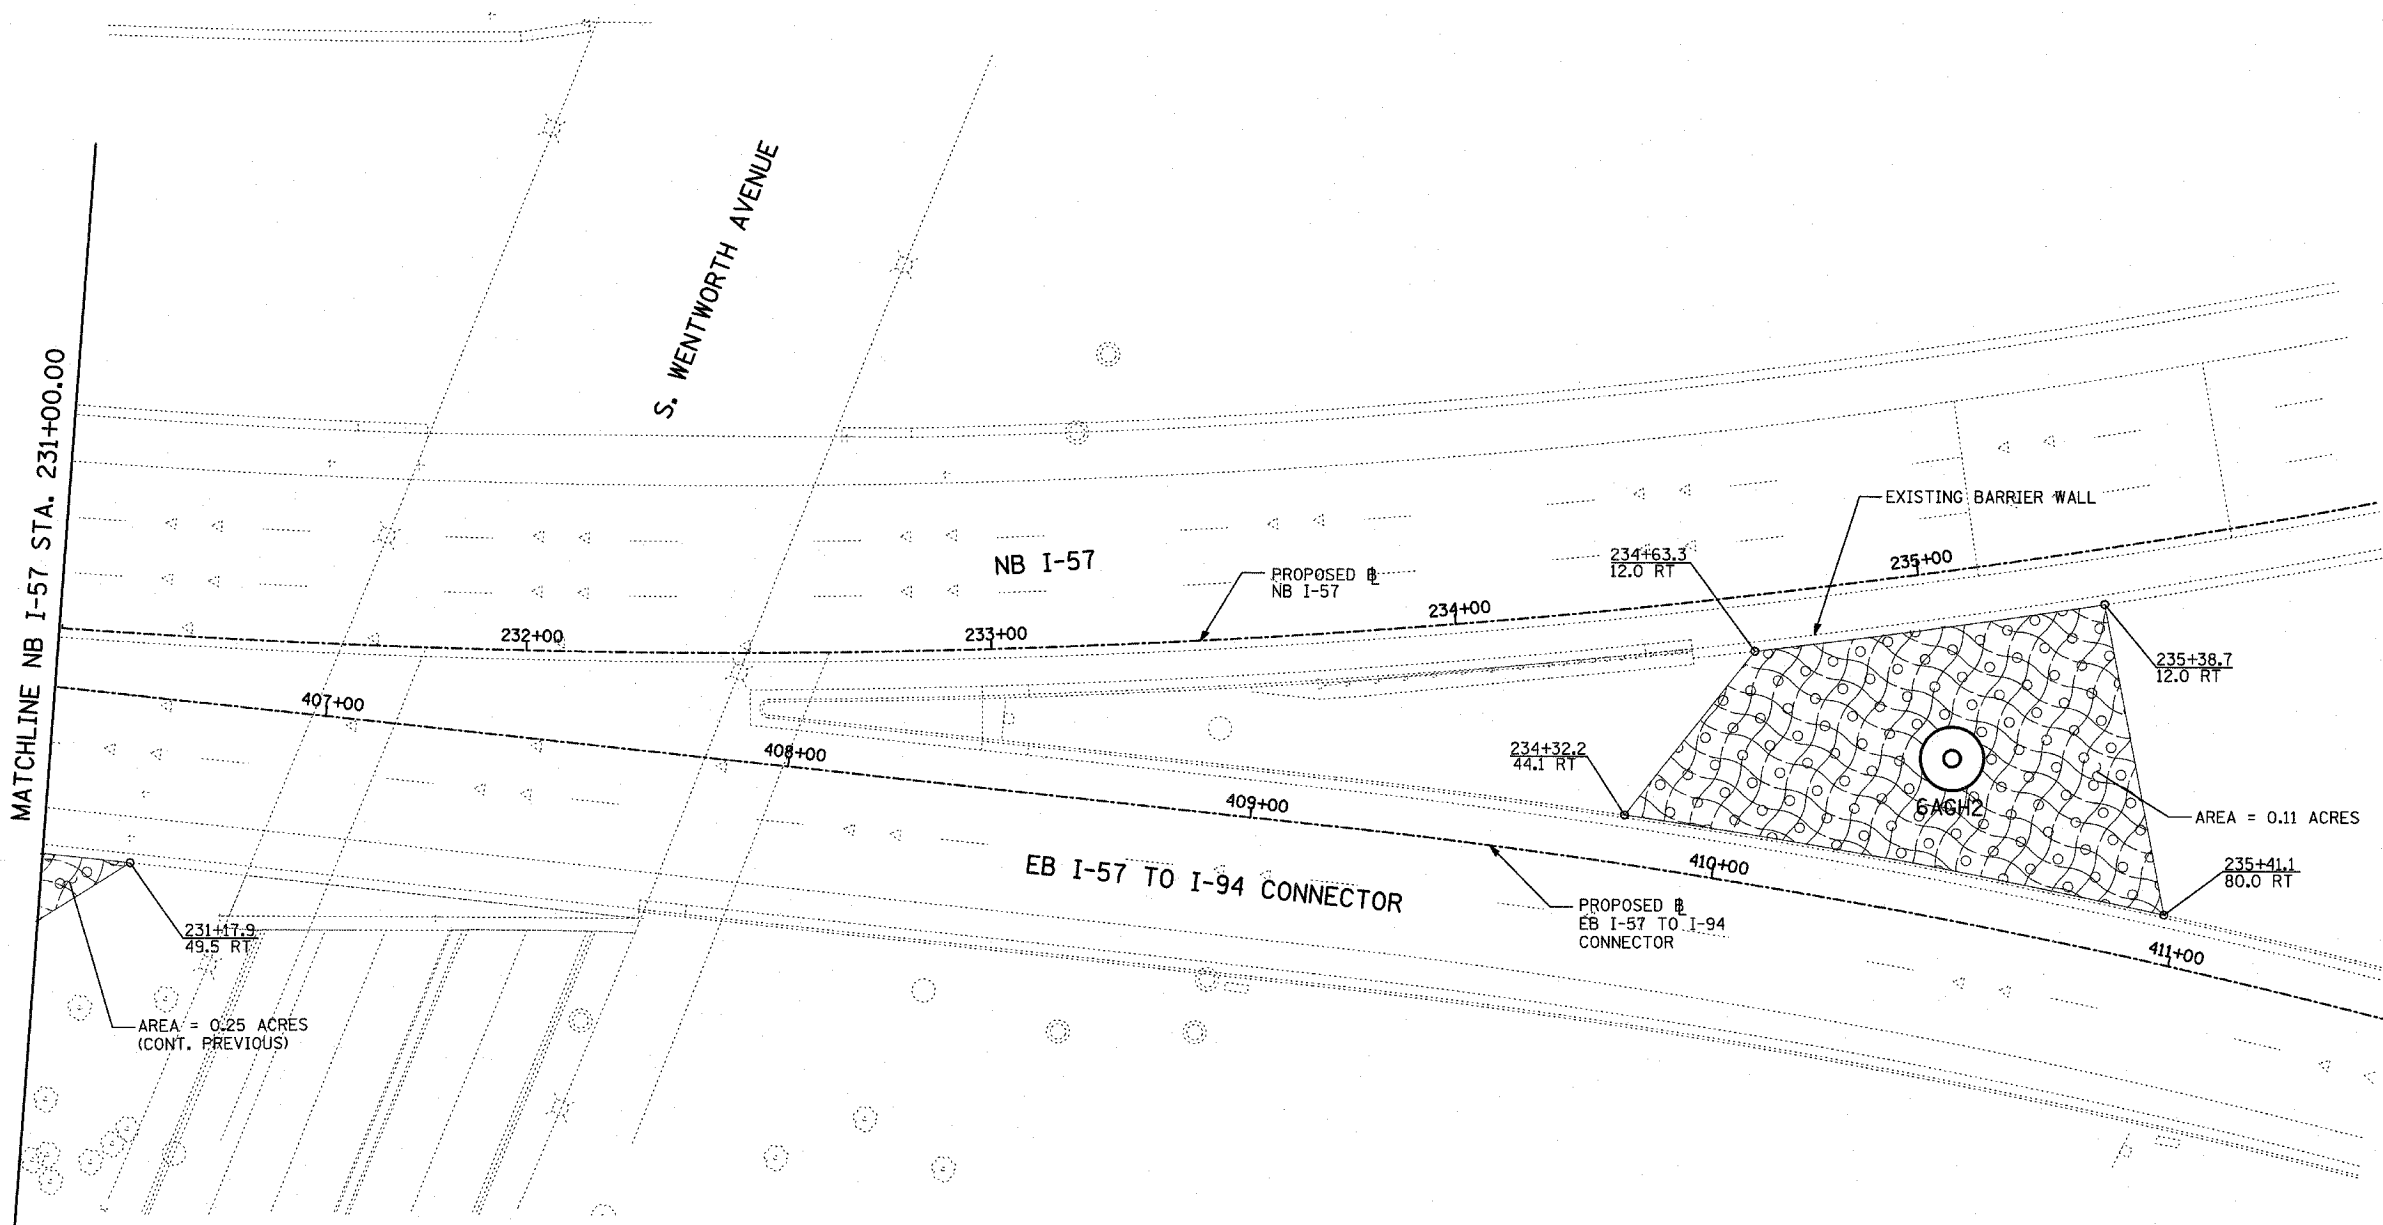 MATCHLINE NB I-57 STA. 231+00.00
S. WENTWORTH AVENUE
NB I-57
PROPOSED ⅊
NB I-57
EXISTING BARRIER WALL
232+00
233+00
234+00
235+00
234+63.3
12.0 RT
235+38.7
12.0 RT
234+32.2
44.1 RT
6AGH2
AREA = 0.11 ACRES
235+41.1
80.0 RT
407+00
408+00
409+00
410+00
411+00
EB I-57 TO I-94 CONNECTOR
PROPOSED ⅊
EB I-57 TO I-94
CONNECTOR
231+17.9
49.5 RT
AREA = 0.25 ACRES
(CONT. PREVIOUS)